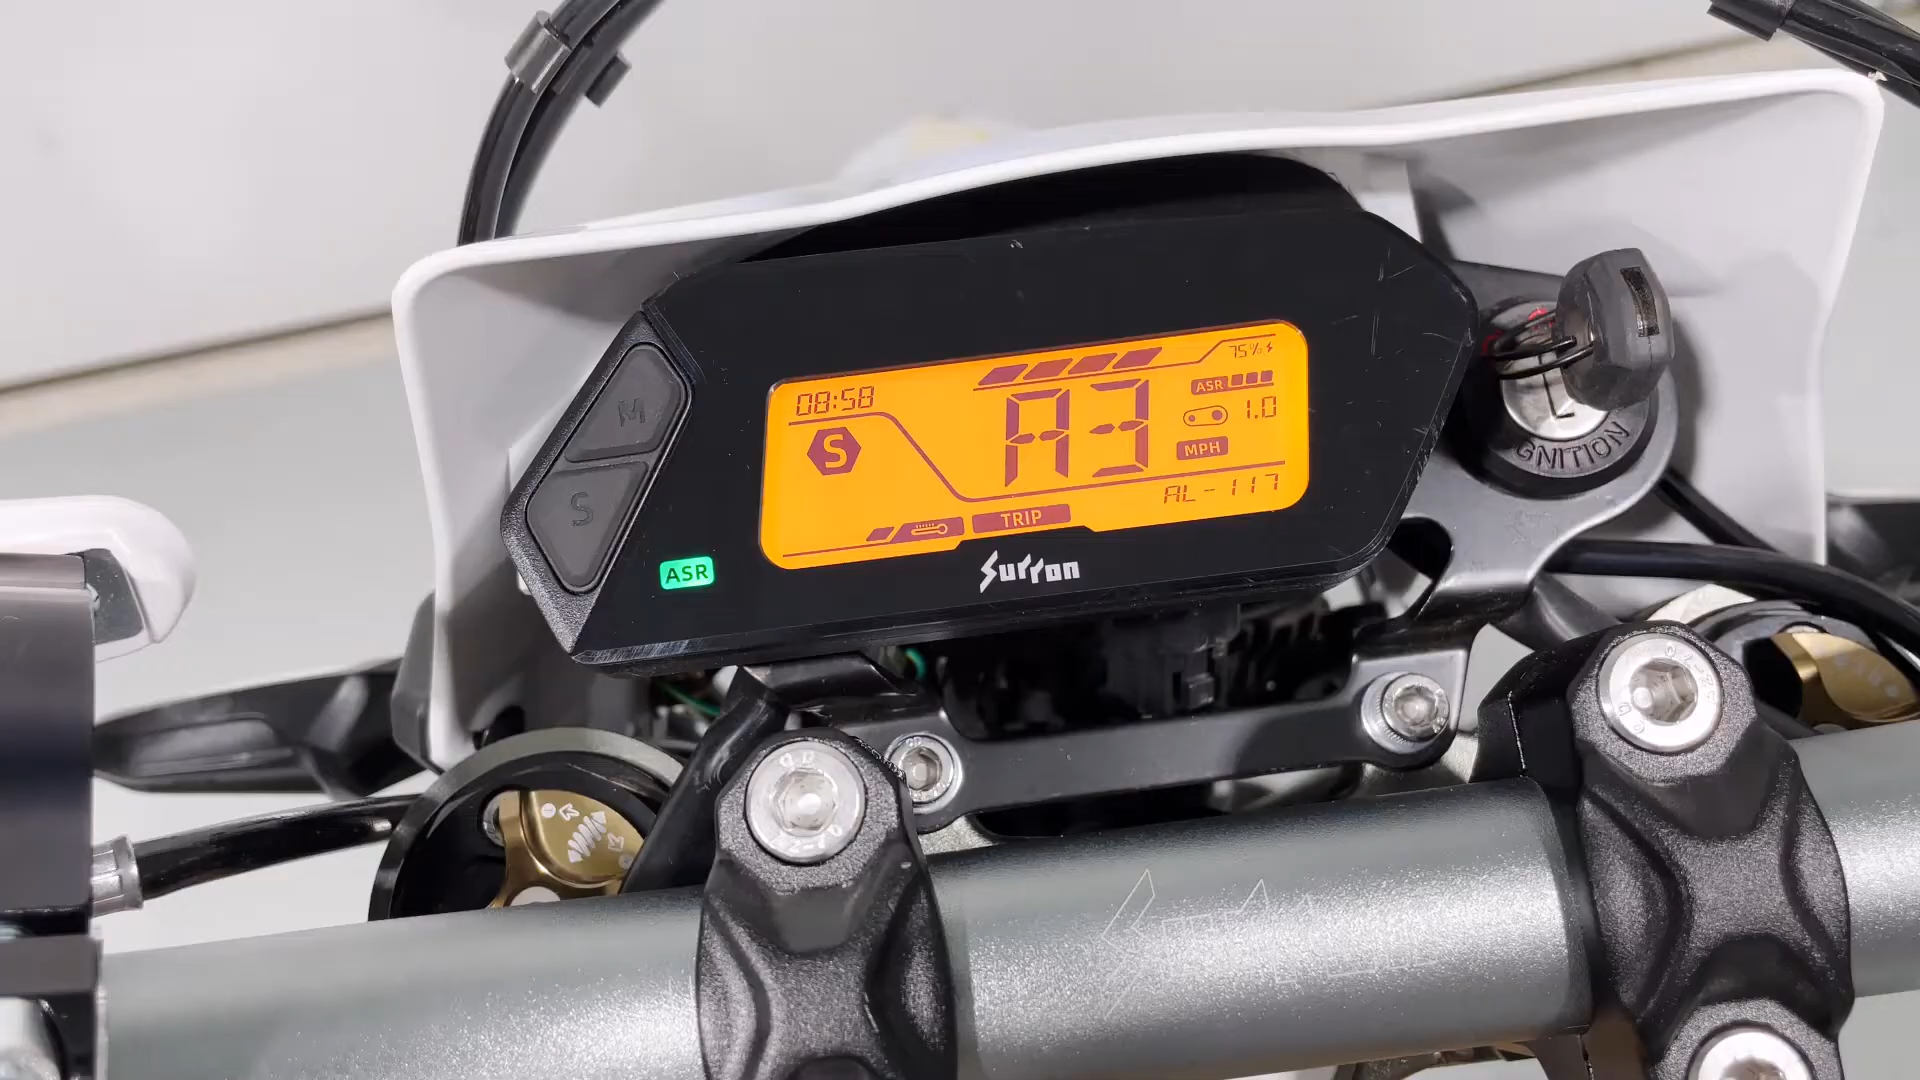 08:58
75%
ASR
S
A3
1.0
MPH
AL-117
TRIP
M
S
ASR
SURRON
IGNITION